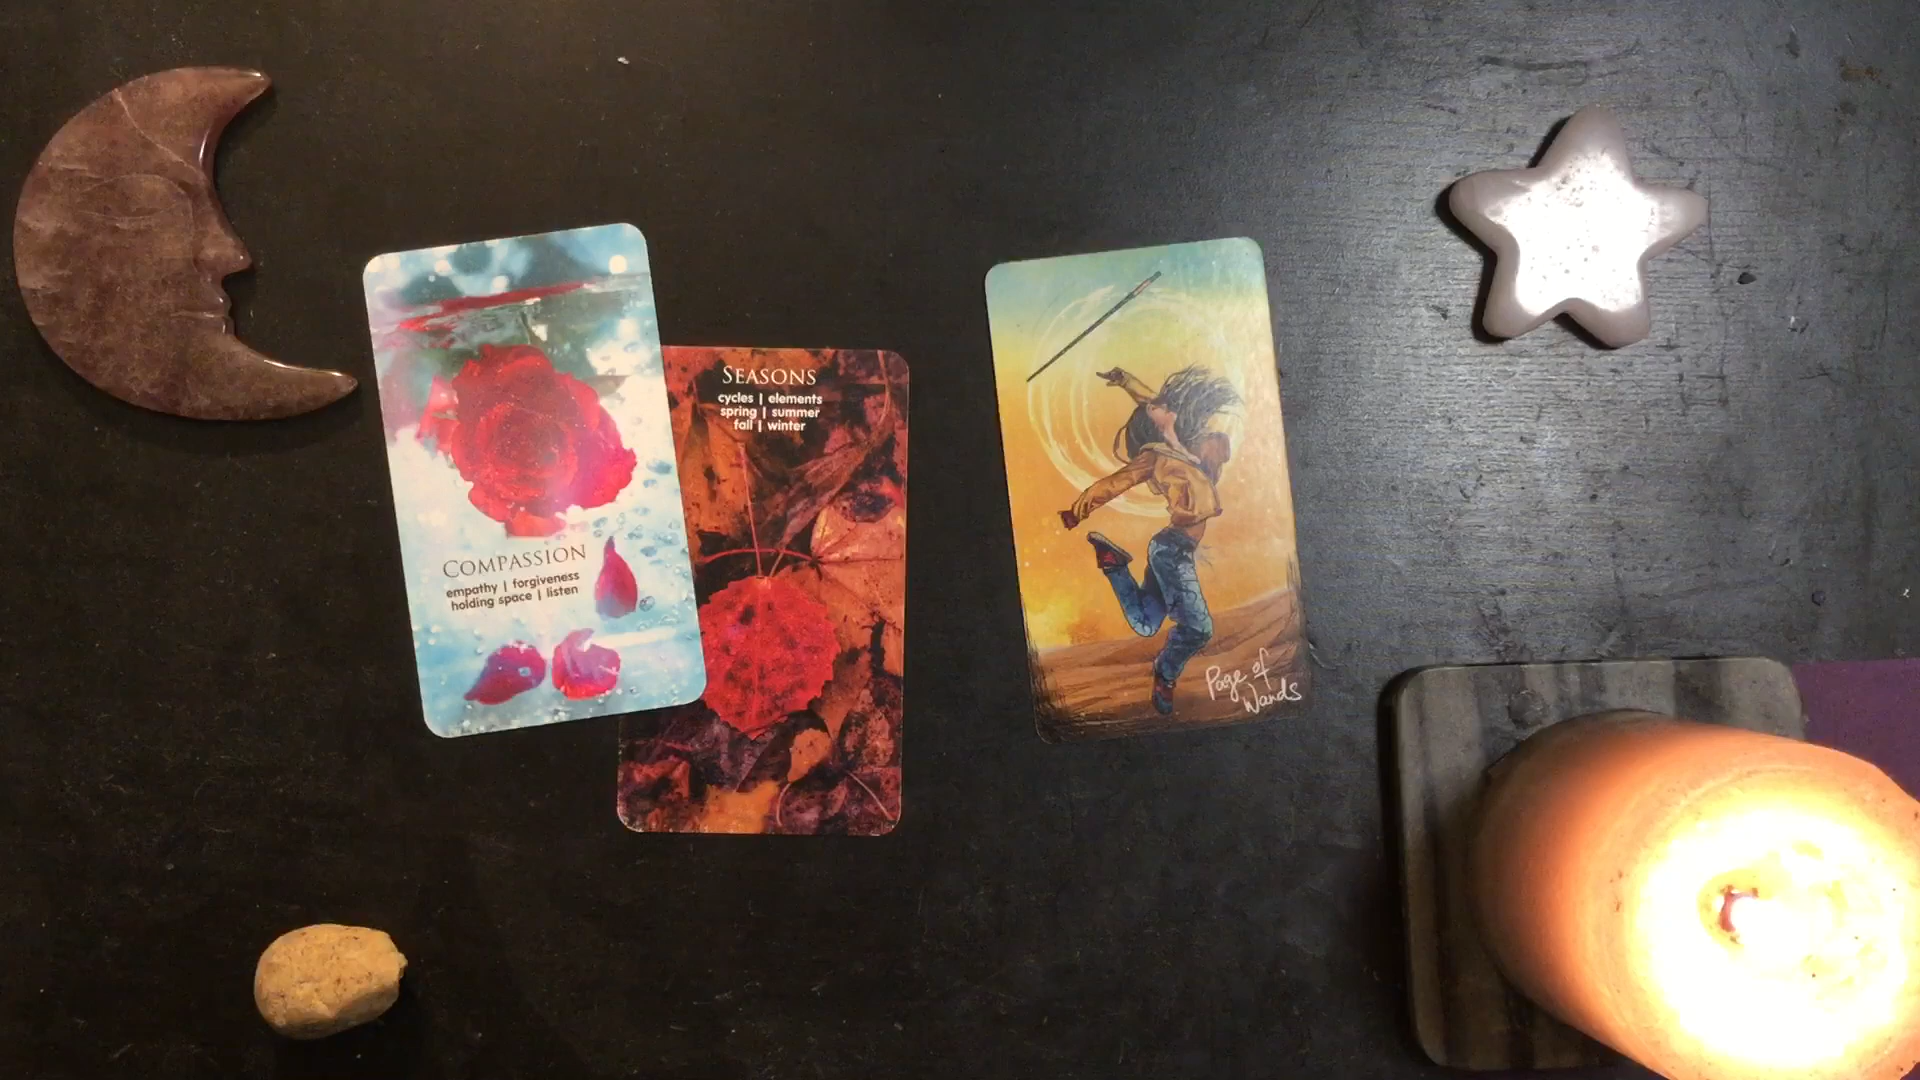 COMPASSION
empathy | forgiveness
holding space | listen
SEASONS
cycles | elements
spring | summer
fall | winter
Page of
Wands